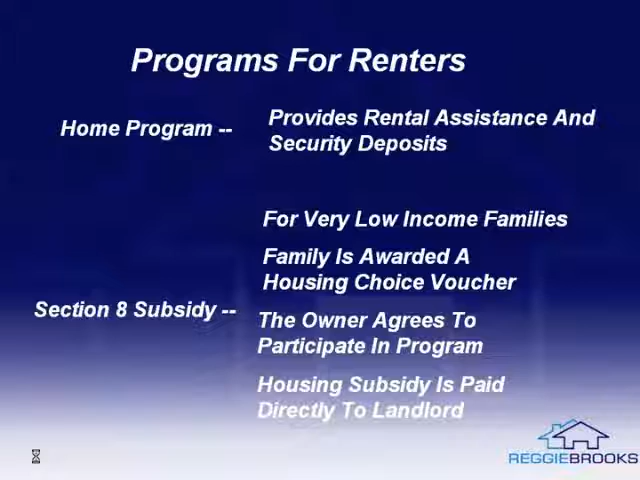 Programs For Renters
Home Program --
Provides Rental Assistance And
Security Deposits
For Very Low Income Families
Family Is Awarded A
Housing Choice Voucher
Section 8 Subsidy --
The Owner Agrees To
Participate In Program
Housing Subsidy Is Paid
Directly To Landlord
REGGIEBROOKS